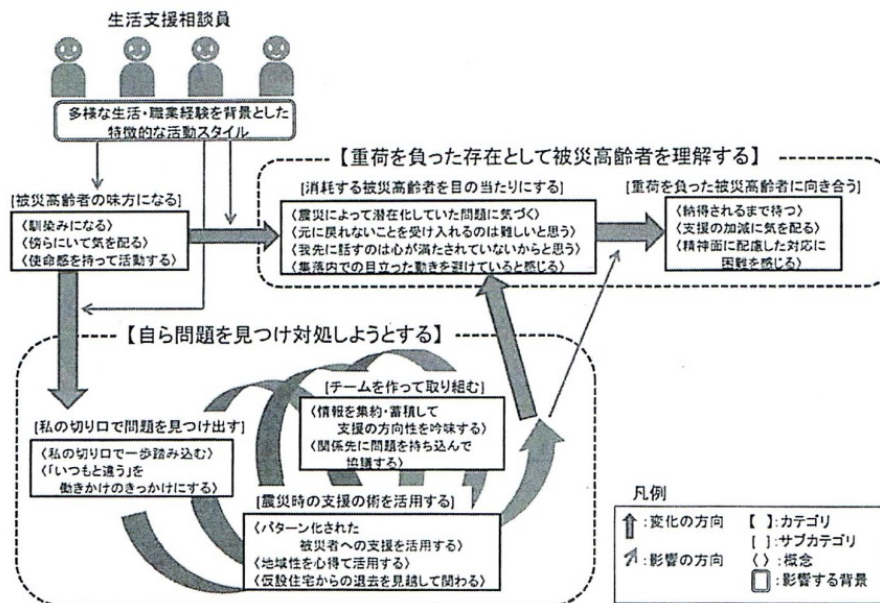 生活支援相談員
多様な生活・職業経験を背景とした
特徴的な活動スタイル
【重荷を負った存在として被災高齢者を理解する】
[被災高齢者の味方になる]
〈馴染みになる〉
〈傍らにいて気を配る〉
〈使命感を持って活動する〉
[消耗する被災高齢者を目の当たりにする]
〈震災によって潜在化していた問題に気づく〉
〈元に戻れないことを受け入れるのは難しいと思う〉
〈我先に話すのは心が満たされていないからと思う〉
〈集落内での目立った動きを避けていると感じる〉
[重荷を負った被災高齢者に向き合う]
〈納得されるまで待つ〉
〈支援の加減に気を配る〉
〈精神面に配慮した対応に
困難を感じる〉
【自ら問題を見つけ対処しようとする】
[私の切り口で問題を見つけ出す]
〈私の切り口で一歩踏み込む〉
〈「いつもと違う」を
働きかけのきっかけにする〉
[チームを作って取り組む]
〈情報を集約・蓄積して
支援の方向性を吟味する〉
〈関係先に問題を持ち込んで
協議する〉
[震災時の支援の術を活用する]
〈パターン化された
被災者への支援を活用する〉
〈地域性を心得て活用する〉
〈仮設住宅からの退去を見越して関わる〉
凡例
:変化の方向
:影響の方向
【 】:カテゴリ
[ ]:サブカテゴリ
〈 〉:概念
:影響する背景